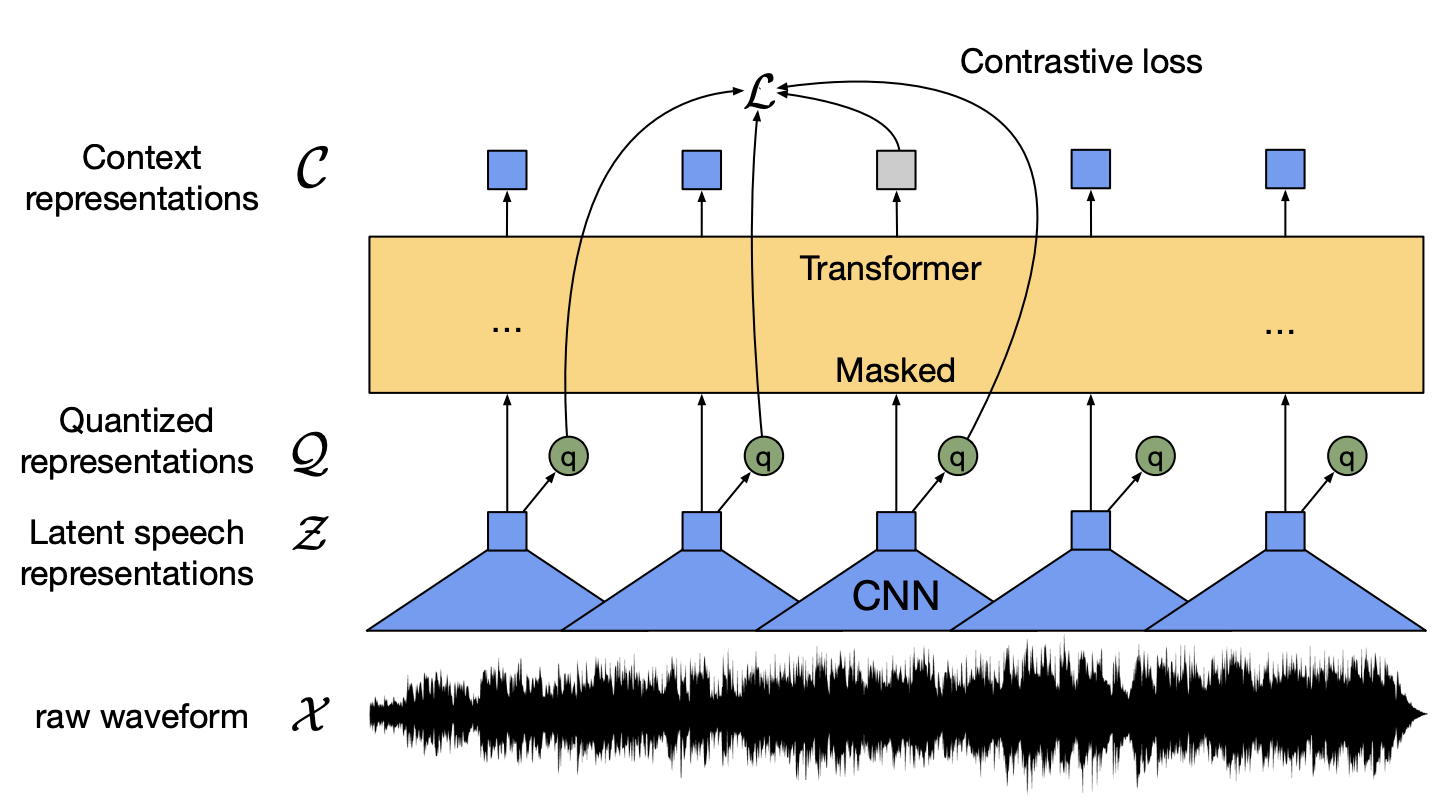 Contrastive loss
ℒ
Context
representations
𝒞
Transformer
... ...
Masked
Quantized
representations
𝒬
q q q q q
Latent speech
representations
𝒵
CNN
raw waveform
𝒳